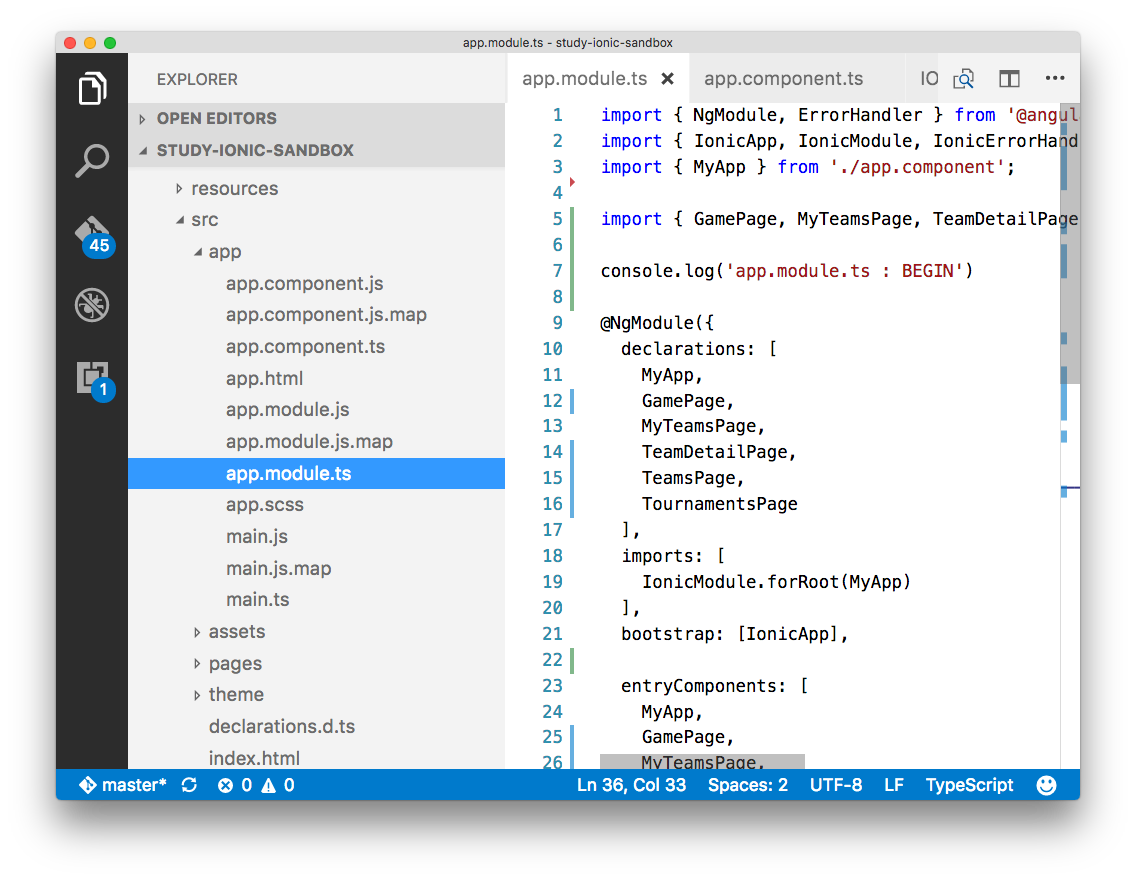 app.module.ts - study-ionic-sandbox
EXPLORER
OPEN EDITORS
STUDY-IONIC-SANDBOX
resources
src
app
app.component.js
app.component.js.map
app.component.ts
app.html
app.module.js
app.module.js.map
app.module.ts
app.scss
main.js
main.js.map
main.ts
assets
pages
theme
declarations.d.ts
index.html
45
1
app.module.ts app.component.ts IO
1 import { NgModule, ErrorHandler } from '@angul
2 import { IonicApp, IonicModule, IonicErrorHand
3 import { MyApp } from './app.component';
4
5 import { GamePage, MyTeamsPage, TeamDetailPage
6
7 console.log('app.module.ts : BEGIN')
8
9 @NgModule({
10 declarations: [
11 MyApp,
12 GamePage,
13 MyTeamsPage,
14 TeamDetailPage,
15 TeamsPage,
16 TournamentsPage
17 ],
18 imports: [
19 IonicModule.forRoot(MyApp)
20 ],
21 bootstrap: [IonicApp],
22
23 entryComponents: [
24 MyApp,
25 GamePage,
26 MyTeamsPage,
master* 0 0 Ln 36, Col 33 Spaces: 2 UTF-8 LF TypeScript